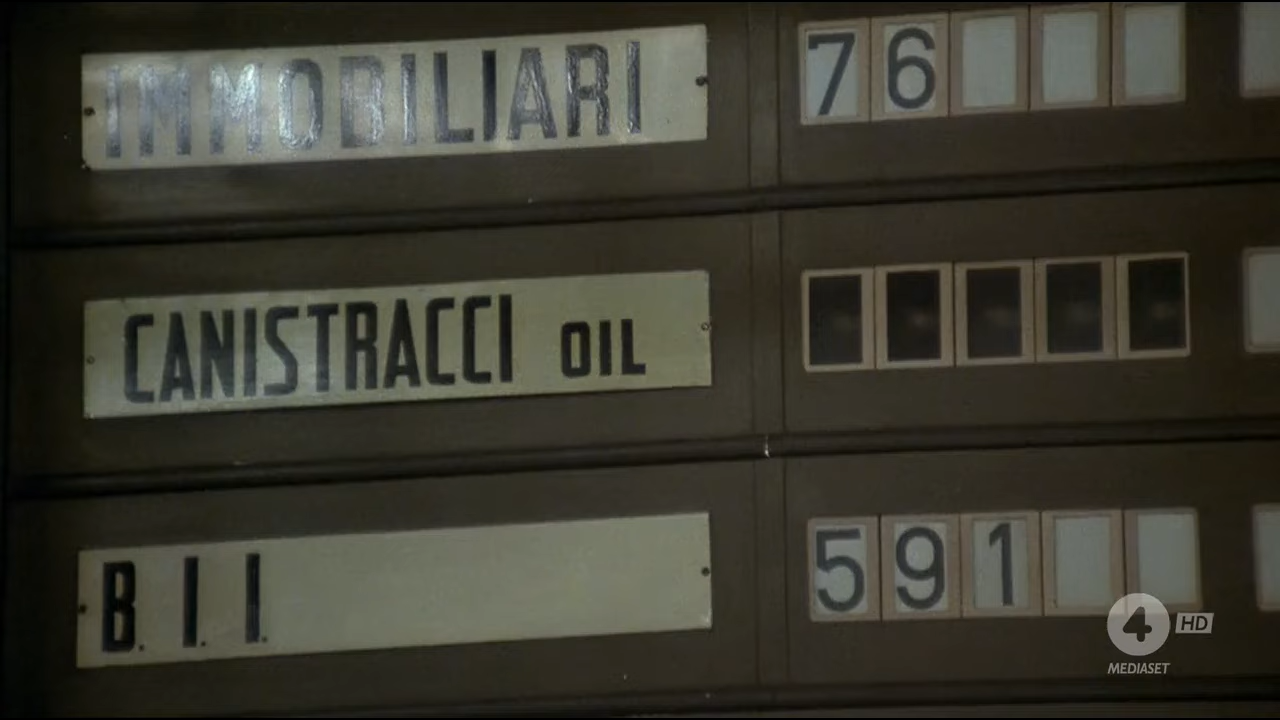 IMMOBILIARI 76
CANISTRACCI OIL
B. I. I. 591
4 HD
MEDIASET